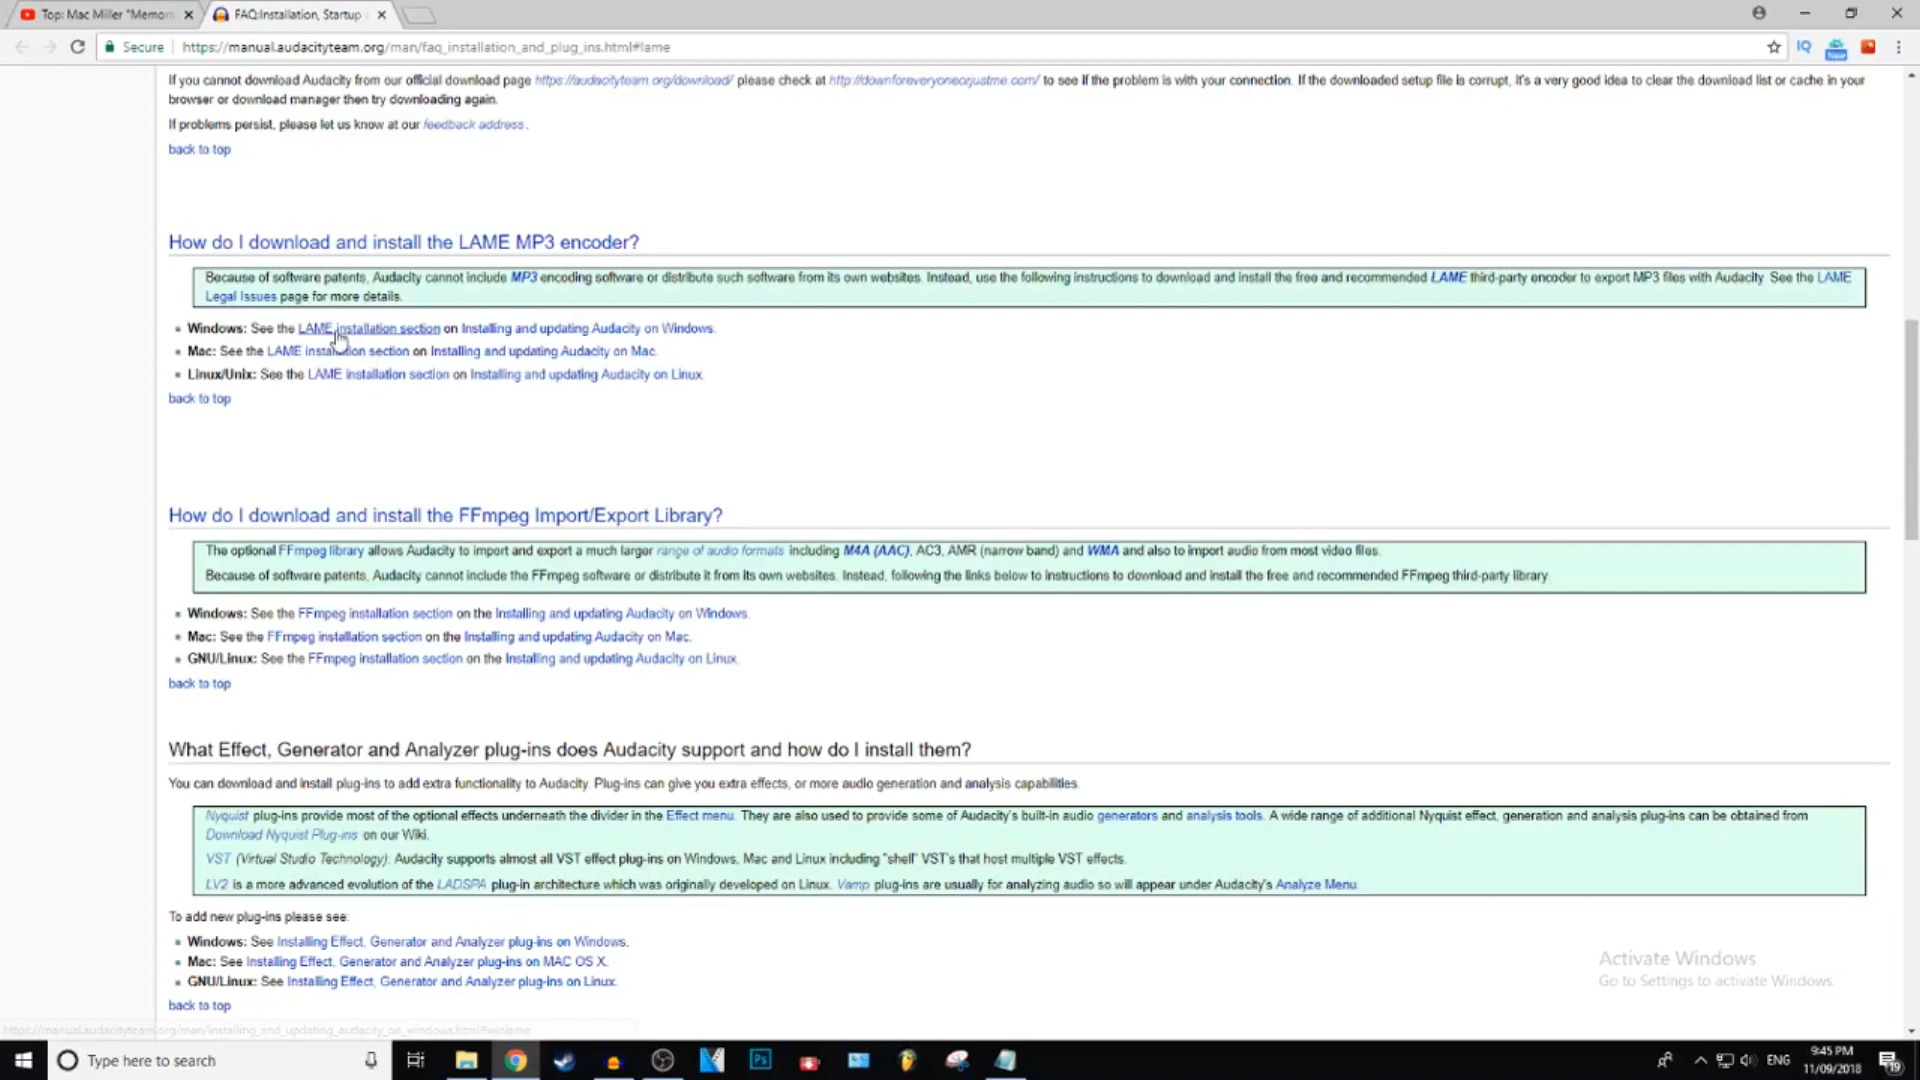 Top: Mac Miller "Memor
FAQ:Installation, Startup
Secure
https://manual.audacityteam.org/man/faq_installation_and_plug_ins.html#lame
IQ
New
If you cannot download Audacity from our official download page https://audacityteam.org/download/ please check at http://downforeveryoneorjustme.com/ to see if the problem is with your connection. If the downloaded setup file is corrupt, it's a very good idea to clear the download list or cache in your
browser or download manager then try downloading again.
If problems persist, please let us know at our feedback address.
back to top
How do I download and install the LAME MP3 encoder?
Because of software patents, Audacity cannot include MP3 encoding software or distribute such software from its own websites. Instead, use the following instructions to download and install the free and recommended LAME third-party encoder to export MP3 files with Audacity. See the LAME
Legal Issues page for more details.
Windows: See the LAME installation section on Installing and updating Audacity on Windows.
Mac: See the LAME installation section on Installing and updating Audacity on Mac.
Linux/Unix: See the LAME installation section on Installing and updating Audacity on Linux.
back to top
How do I download and install the FFmpeg Import/Export Library?
The optional FFmpeg library allows Audacity to import and export a much larger range of audio formats including M4A (AAC), AC3, AMR (narrow band) and WMA and also to import audio from most video files.
Because of software patents, Audacity cannot include the FFmpeg software or distribute it from its own websites. Instead, following the links below to instructions to download and install the free and recommended FFmpeg third-party library
Windows: See the FFmpeg installation section on the Installing and updating Audacity on Windows.
Mac: See the FFmpeg installation section on the Installing and updating Audacity on Mac.
GNU/Linux: See the FFmpeg installation section on the Installing and updating Audacity on Linux.
back to top
What Effect, Generator and Analyzer plug-ins does Audacity support and how do I install them?
You can download and install plug-ins to add extra functionality to Audacity. Plug-ins can give you extra effects, or more audio generation and analysis capabilities.
Nyquist plug-ins provide most of the optional effects underneath the divider in the Effect menu. They are also used to provide some of Audacity's built-in audio generators and analysis tools. A wide range of additional Nyquist effect, generation and analysis plug-ins can be obtained from
Download Nyquist Plug-ins on our Wiki.
VST (Virtual Studio Technology): Audacity supports almost all VST effect plug-ins on Windows, Mac and Linux including "shell" VST's that host multiple VST effects.
LV2 is a more advanced evolution of the LADSPA plug-in architecture which was originally developed on Linux. Vamp plug-ins are usually for analyzing audio so will appear under Audacity's Analyze Menu.
To add new plug-ins please see:
Windows: See Installing Effect, Generator and Analyzer plug-ins on Windows.
Mac: See Installing Effect, Generator and Analyzer plug-ins on MAC OS X.
GNU/Linux: See Installing Effect, Generator and Analyzer plug-ins on Linux.
back to top
Activate Windows
Go to Settings to activate Windows.
https://manual.audacityteam.org/man/installing_and_updating_audacity_on_windows.html#winlame
Type here to search
Ps
ENG
9:45 PM
11/09/2018
19